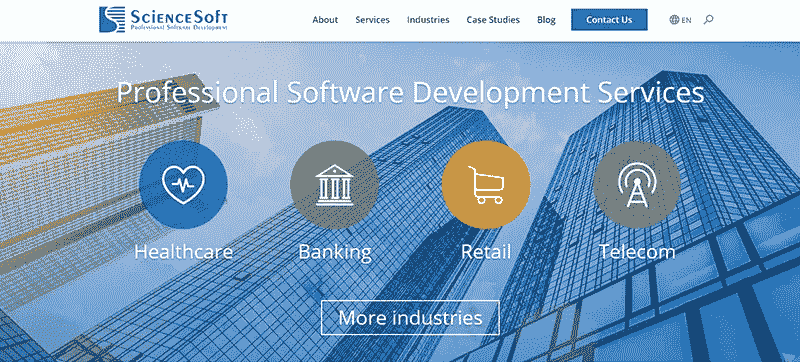 ScienceSoft
Professional Software Development
About Services Industries Case Studies Blog Contact Us EN
Professional Software Development Services
Healthcare Banking Retail Telecom
More industries